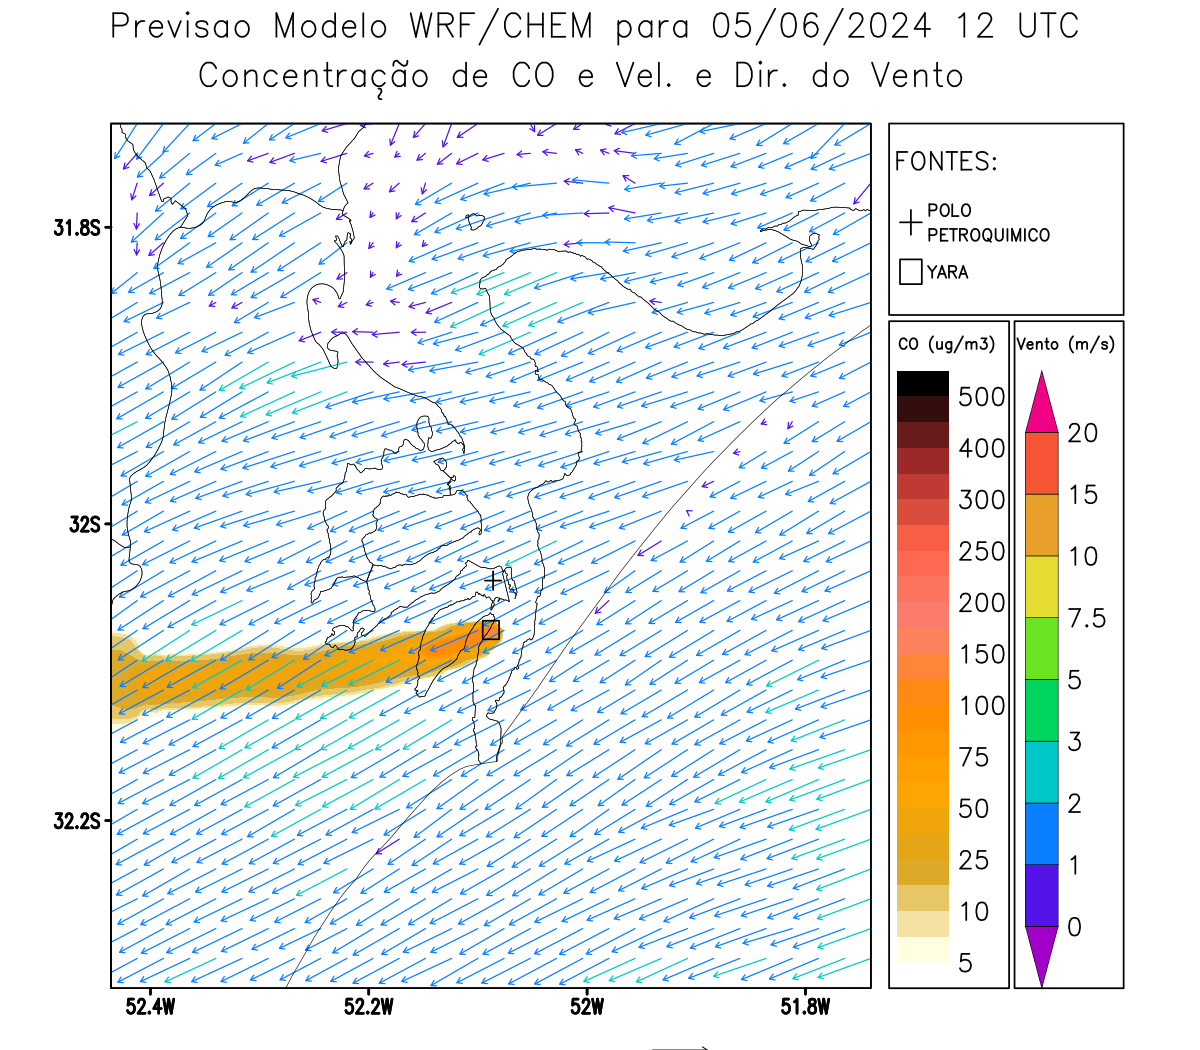 Previsao Modelo WRF/CHEM para 05/06/2024 12 UTC
Concentração de CO e Vel. e Dir. do Vento
FONTES:
POLO
PETROQUIMICO
YARA
CO (ug/m3)
500
400
300
250
200
150
100
75
50
25
10
5
Vento (m/s)
20
15
10
7.5
5
3
2
1
0
31.8S
32S
32.2S
52.4W
52.2W
52W
51.8W